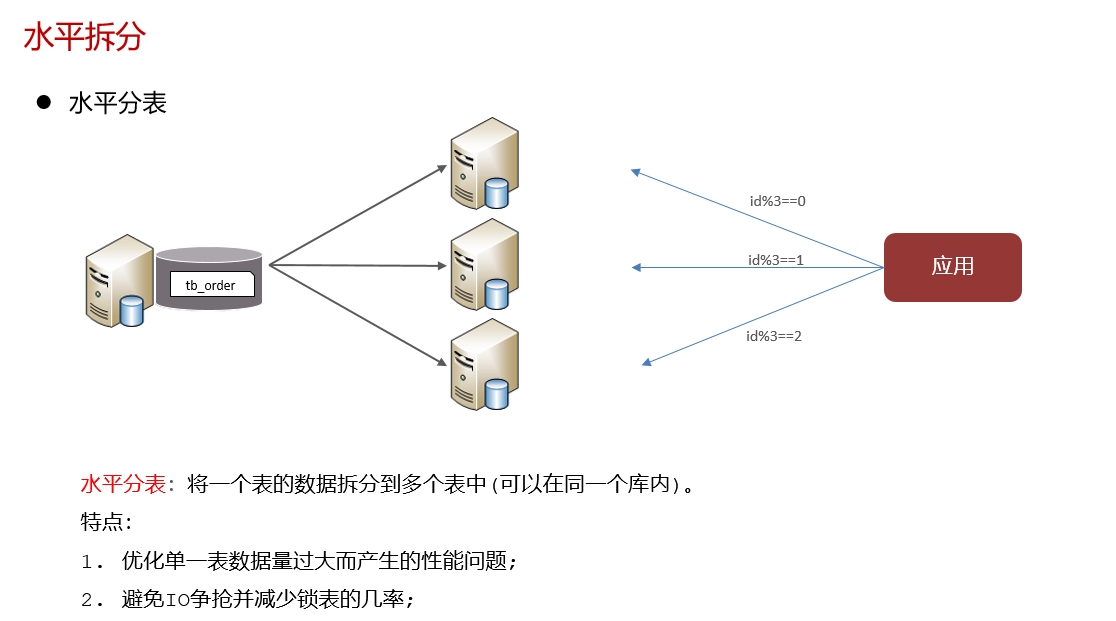 水平拆分
● 水平分表
id%3==0
tb_order
id%3==1
应用
id%3==2
水平分表: 将一个表的数据拆分到多个表中(可以在同一个库内)。
特点:
1. 优化单一表数据量过大而产生的性能问题;
2. 避免IO争抢并减少锁表的几率;